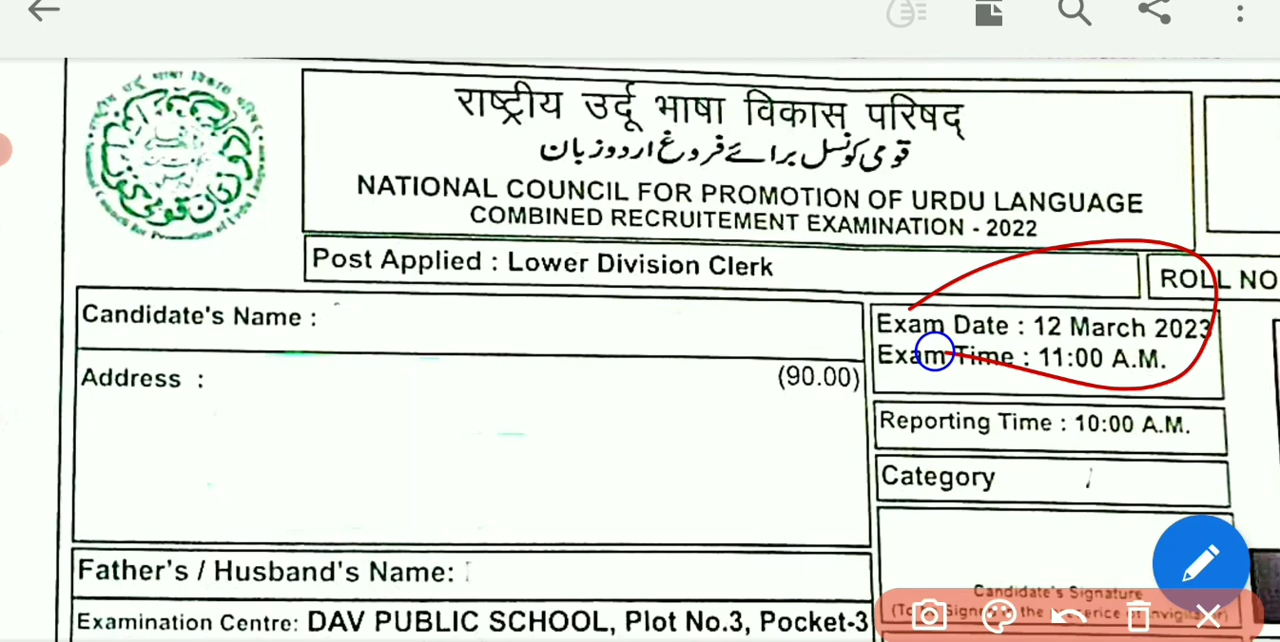 राष्ट्रीय उर्दू भाषा विकास परिषद्
قومی کونسل برائے فروغ اردو زبان
NATIONAL COUNCIL FOR PROMOTION OF URDU LANGUAGE
COMBINED RECRUITEMENT EXAMINATION - 2022
Post Applied : Lower Division Clerk
ROLL NO
Candidate's Name :
Exam Date : 12 March 2023
Exam Time : 11:00 A.M.
Address :
(90.00)
Reporting Time : 10:00 A.M.
Category
Father's / Husband's Name:
Candidate's Signature
Examination Centre: DAV PUBLIC SCHOOL, Plot No.3, Pocket-3